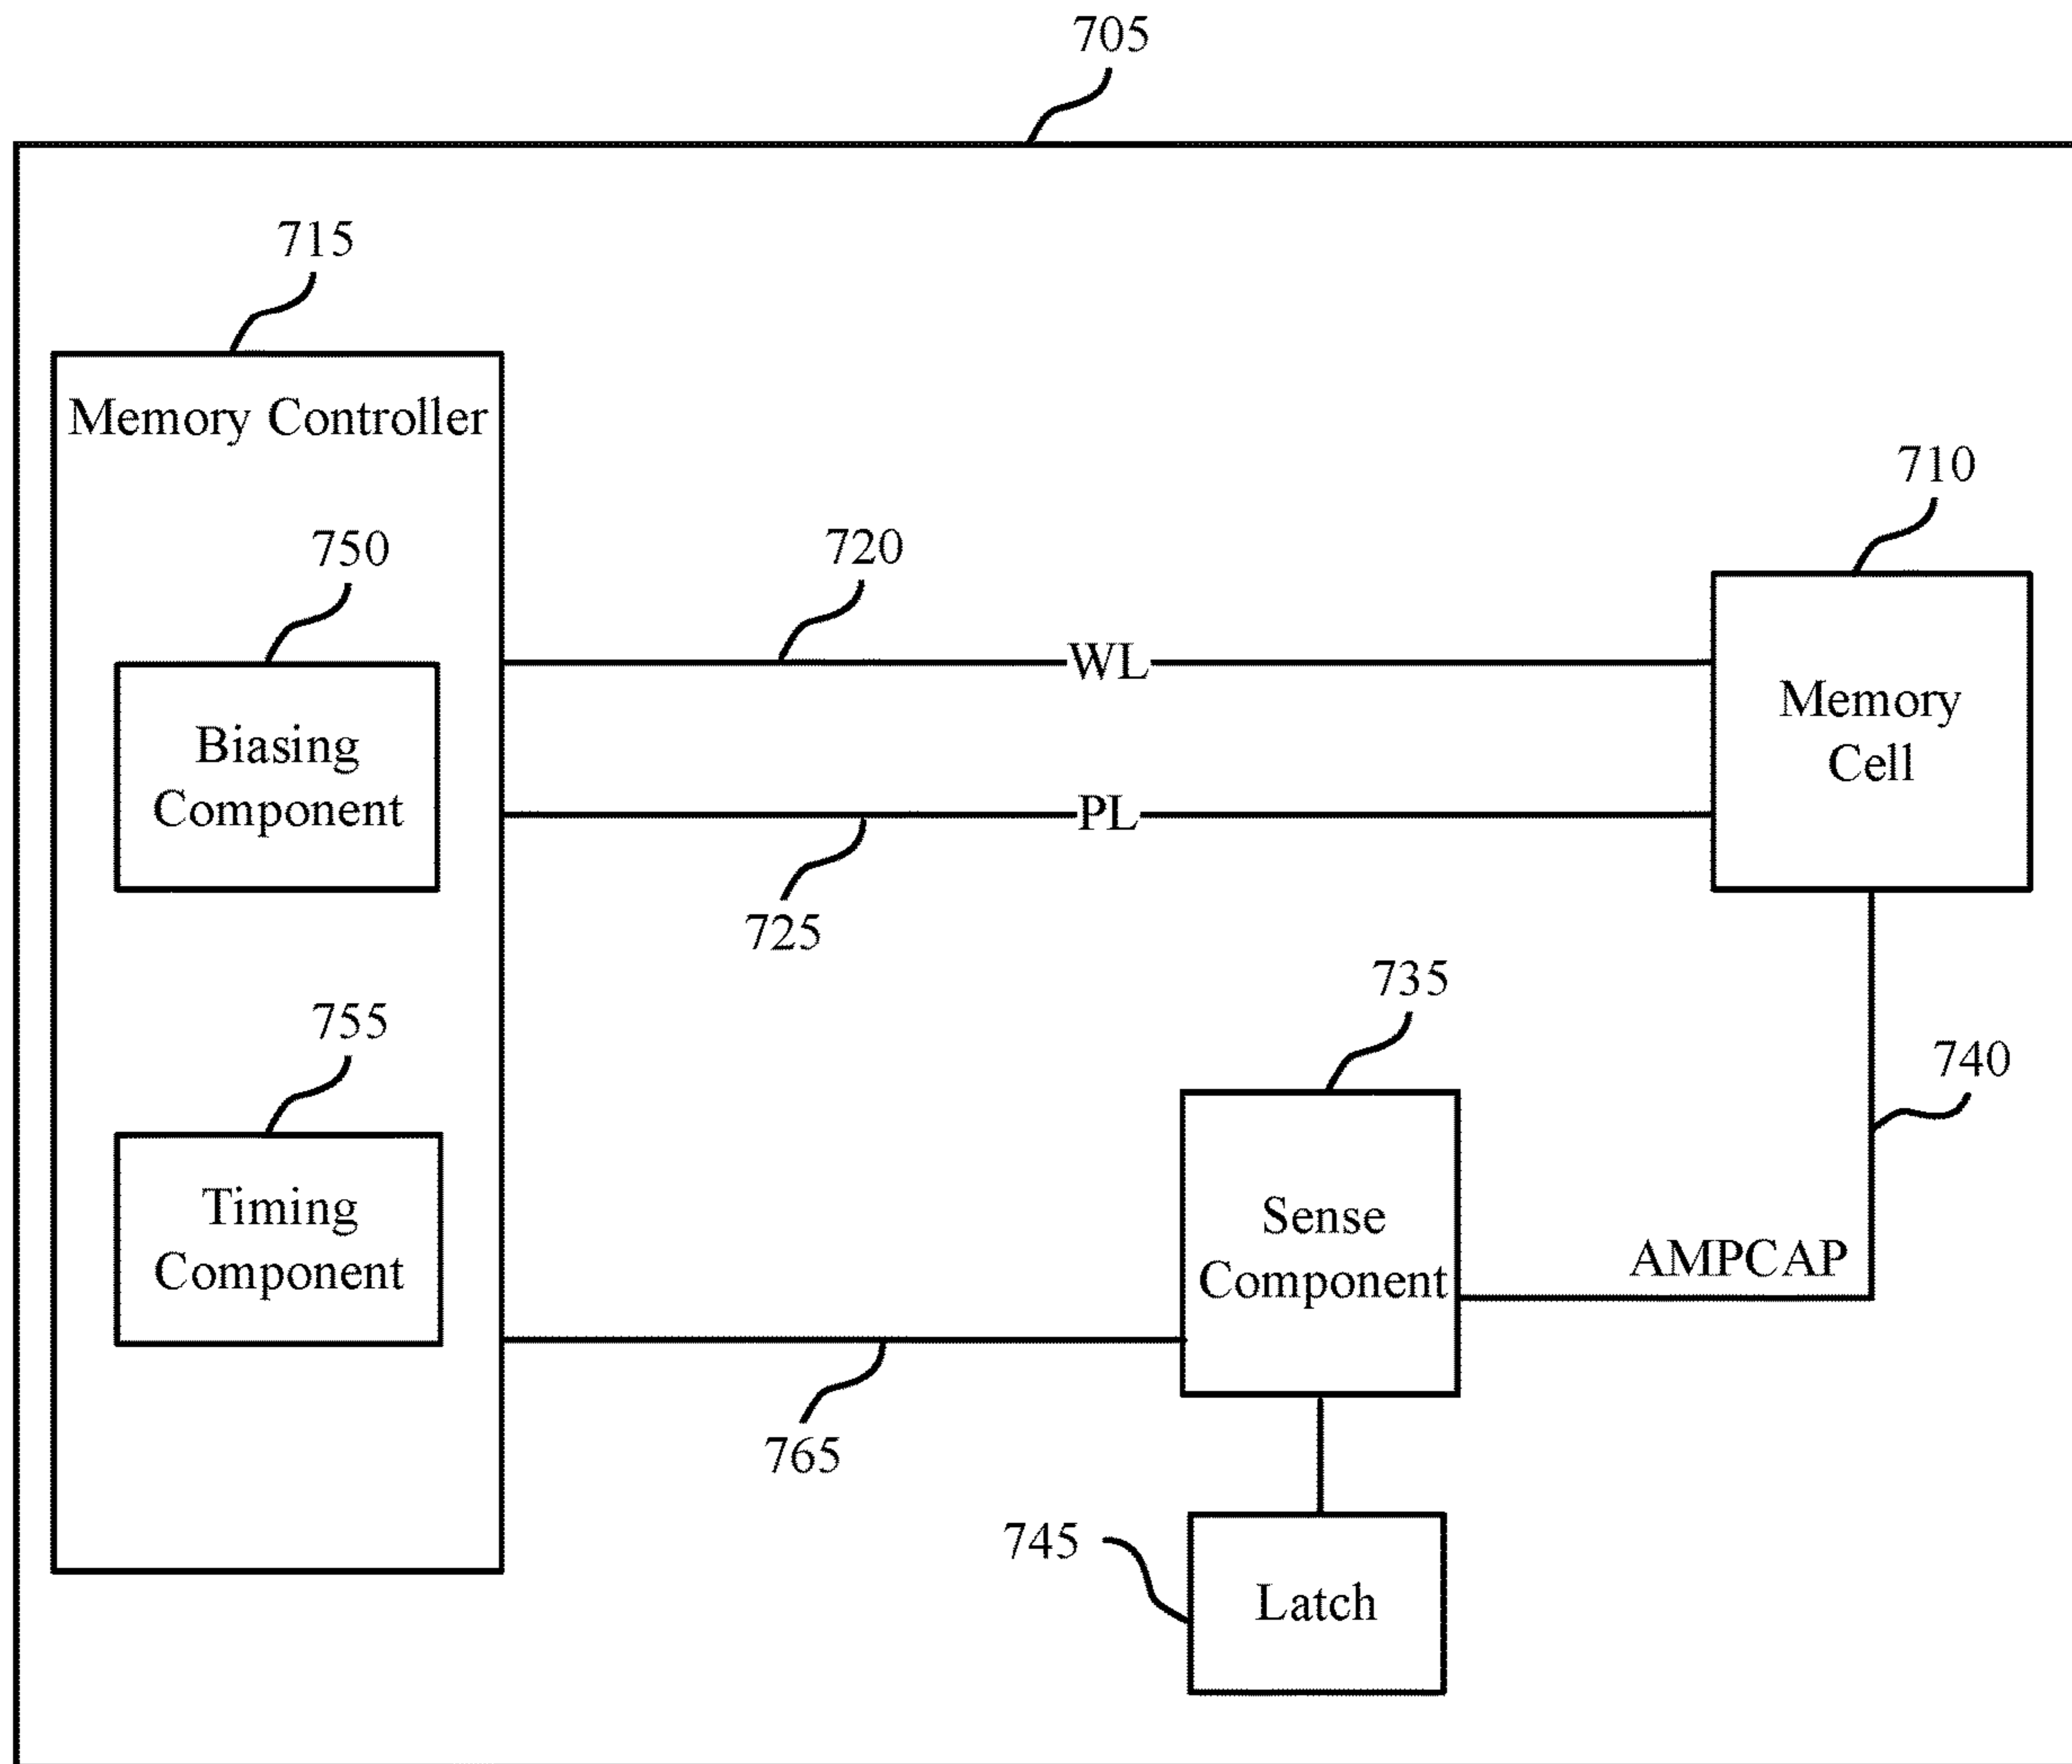 705
715
Memory Controller
710
750
720
WL
Memory
Cell
Biasing
Component
PL
725
735
755
740
Sense
Component
Timing
Component
AMPCAP
765
745
Latch